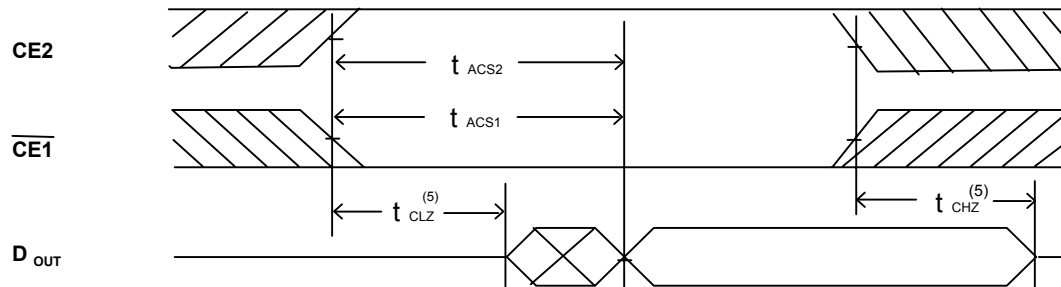 CE2
t ACS2
t ACS1
CE1
t CLZ (5)
t CHZ (5)
D OUT